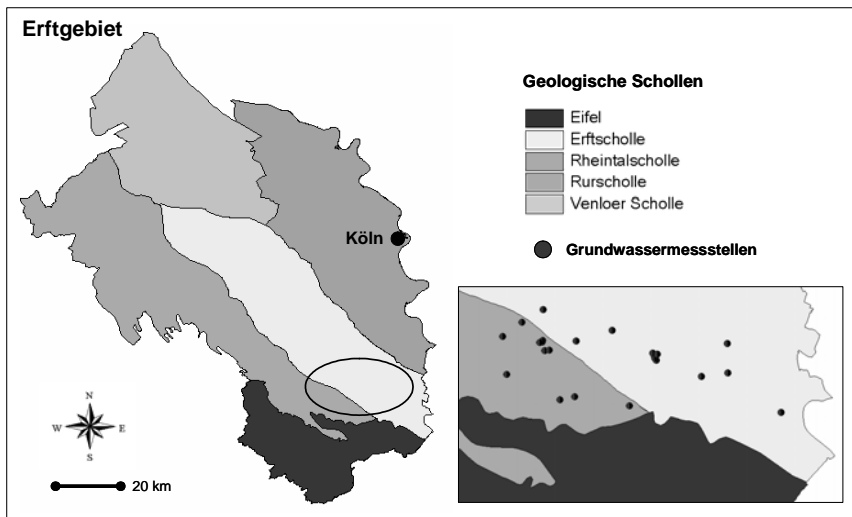 Erftgebiet
Geologische Schollen
Eifel
Erftscholle
Rheintalscholle
Rurscholle
Venloer Scholle
Köln
Grundwassermessstellen
N
W E
S
20 km